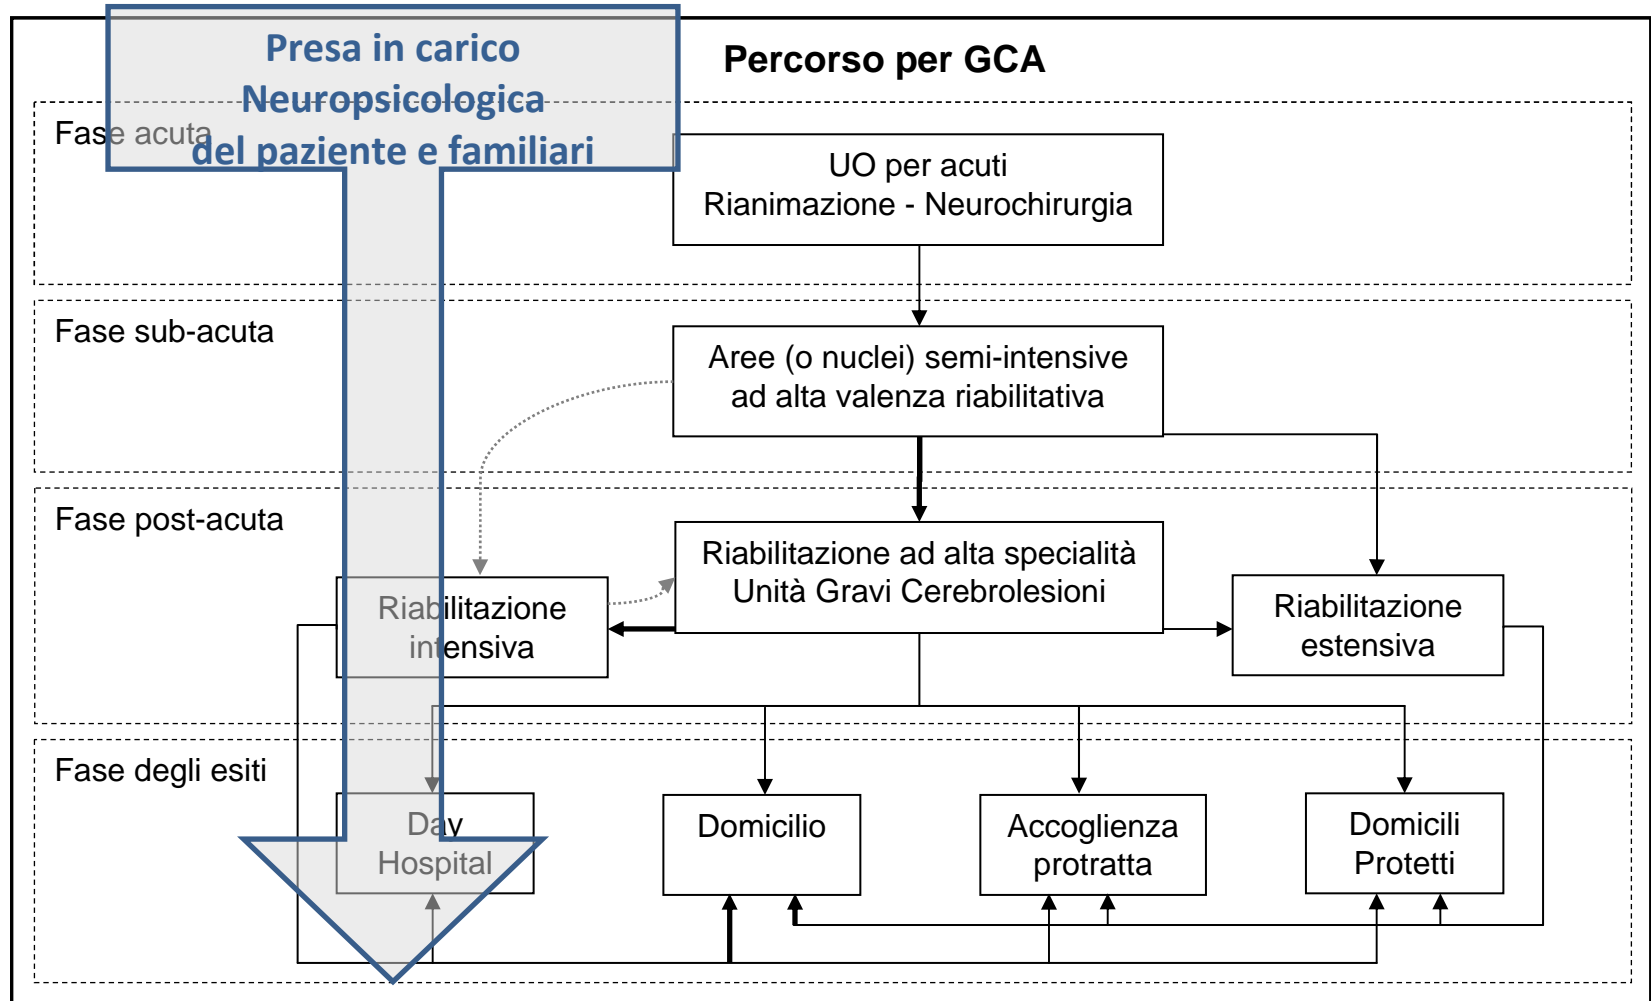 Presa in carico
Neuropsicologica
del paziente e familiari
Percorso per GCA
Fase acuta
UO per acuti
Rianimazione - Neurochirurgia
Fase sub-acuta
Aree (o nuclei) semi-intensive
ad alta valenza riabilitativa
Fase post-acuta
Riabilitazione ad alta specialità
Unità Gravi Cerebrolesioni
Riabilitazione
intensiva
Riabilitazione
estensiva
Fase degli esiti
Day
Hospital
Domicilio
Accoglienza
protratta
Domicili
Protetti